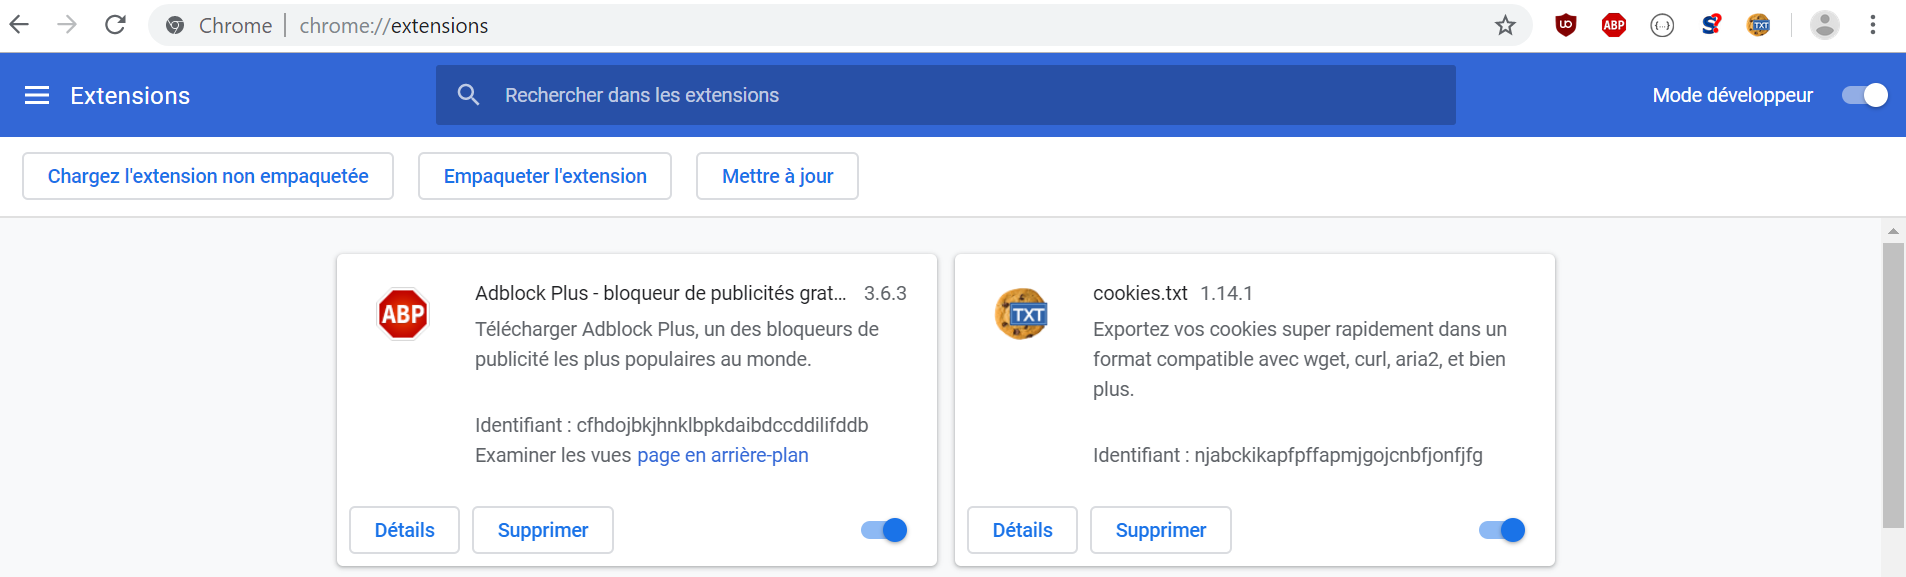 Chrome | chrome://extensions
UO
ABP
{...}
S?
TXT
Extensions
Rechercher dans les extensions
Mode développeur
Chargez l'extension non empaquetée
Empaqueter l'extension
Mettre à jour
ABP
Adblock Plus - bloqueur de publicités grat... 3.6.3
Télécharger Adblock Plus, un des bloqueurs de
publicité les plus populaires au monde.
Identifiant : cfhdojbkjhnklbpkdaibdccddilifddb
Examiner les vues page en arrière-plan
Détails
Supprimer
TXT
cookies.txt 1.14.1
Exportez vos cookies super rapidement dans un
format compatible avec wget, curl, aria2, et bien
plus.
Identifiant : njabckikapfpffapmjgojcnbfjonfjfg
Détails
Supprimer